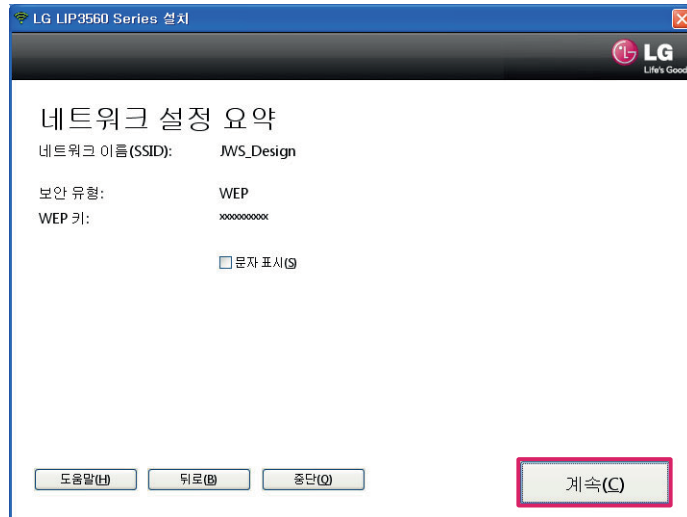 LG LIP3560 Series 설치
LG
Life's Good
네트워크 설정 요약
네트워크 이름(SSID): JWS_Design
보안 유형: WEP
WEP 키: xxxxxxxxxx
문자 표시(S)
도움말(H) 뒤로(B) 중단(Q) 계속(C)